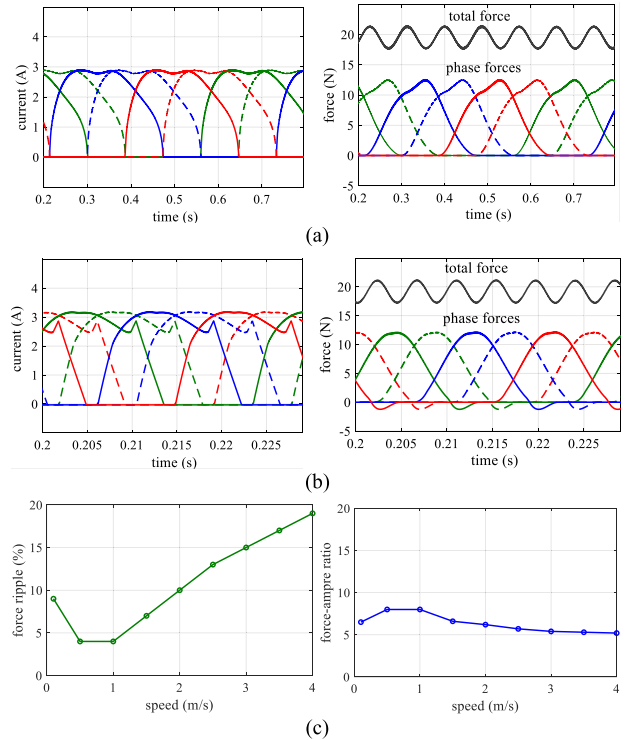 4
3
2
1
0
current (A)
0.2 0.3 0.4 0.5 0.6 0.7
time (s)
20
15
10
5
0
-5
force (N)
total force
phase forces
0.2 0.3 0.4 0.5 0.6 0.7
time (s)
(a)
4
3
2
1
0
current (A)
0.2 0.205 0.21 0.215 0.22 0.225
time (s)
20
15
10
5
0
-5
force (N)
total force
phase forces
0.2 0.205 0.21 0.215 0.22 0.225
time (s)
(b)
20
15
10
5
0
force ripple (%)
0 1 2 3 4
speed (m/s)
20
15
10
5
0
force-ampre ratio
0 1 2 3 4
speed (m/s)
(c)